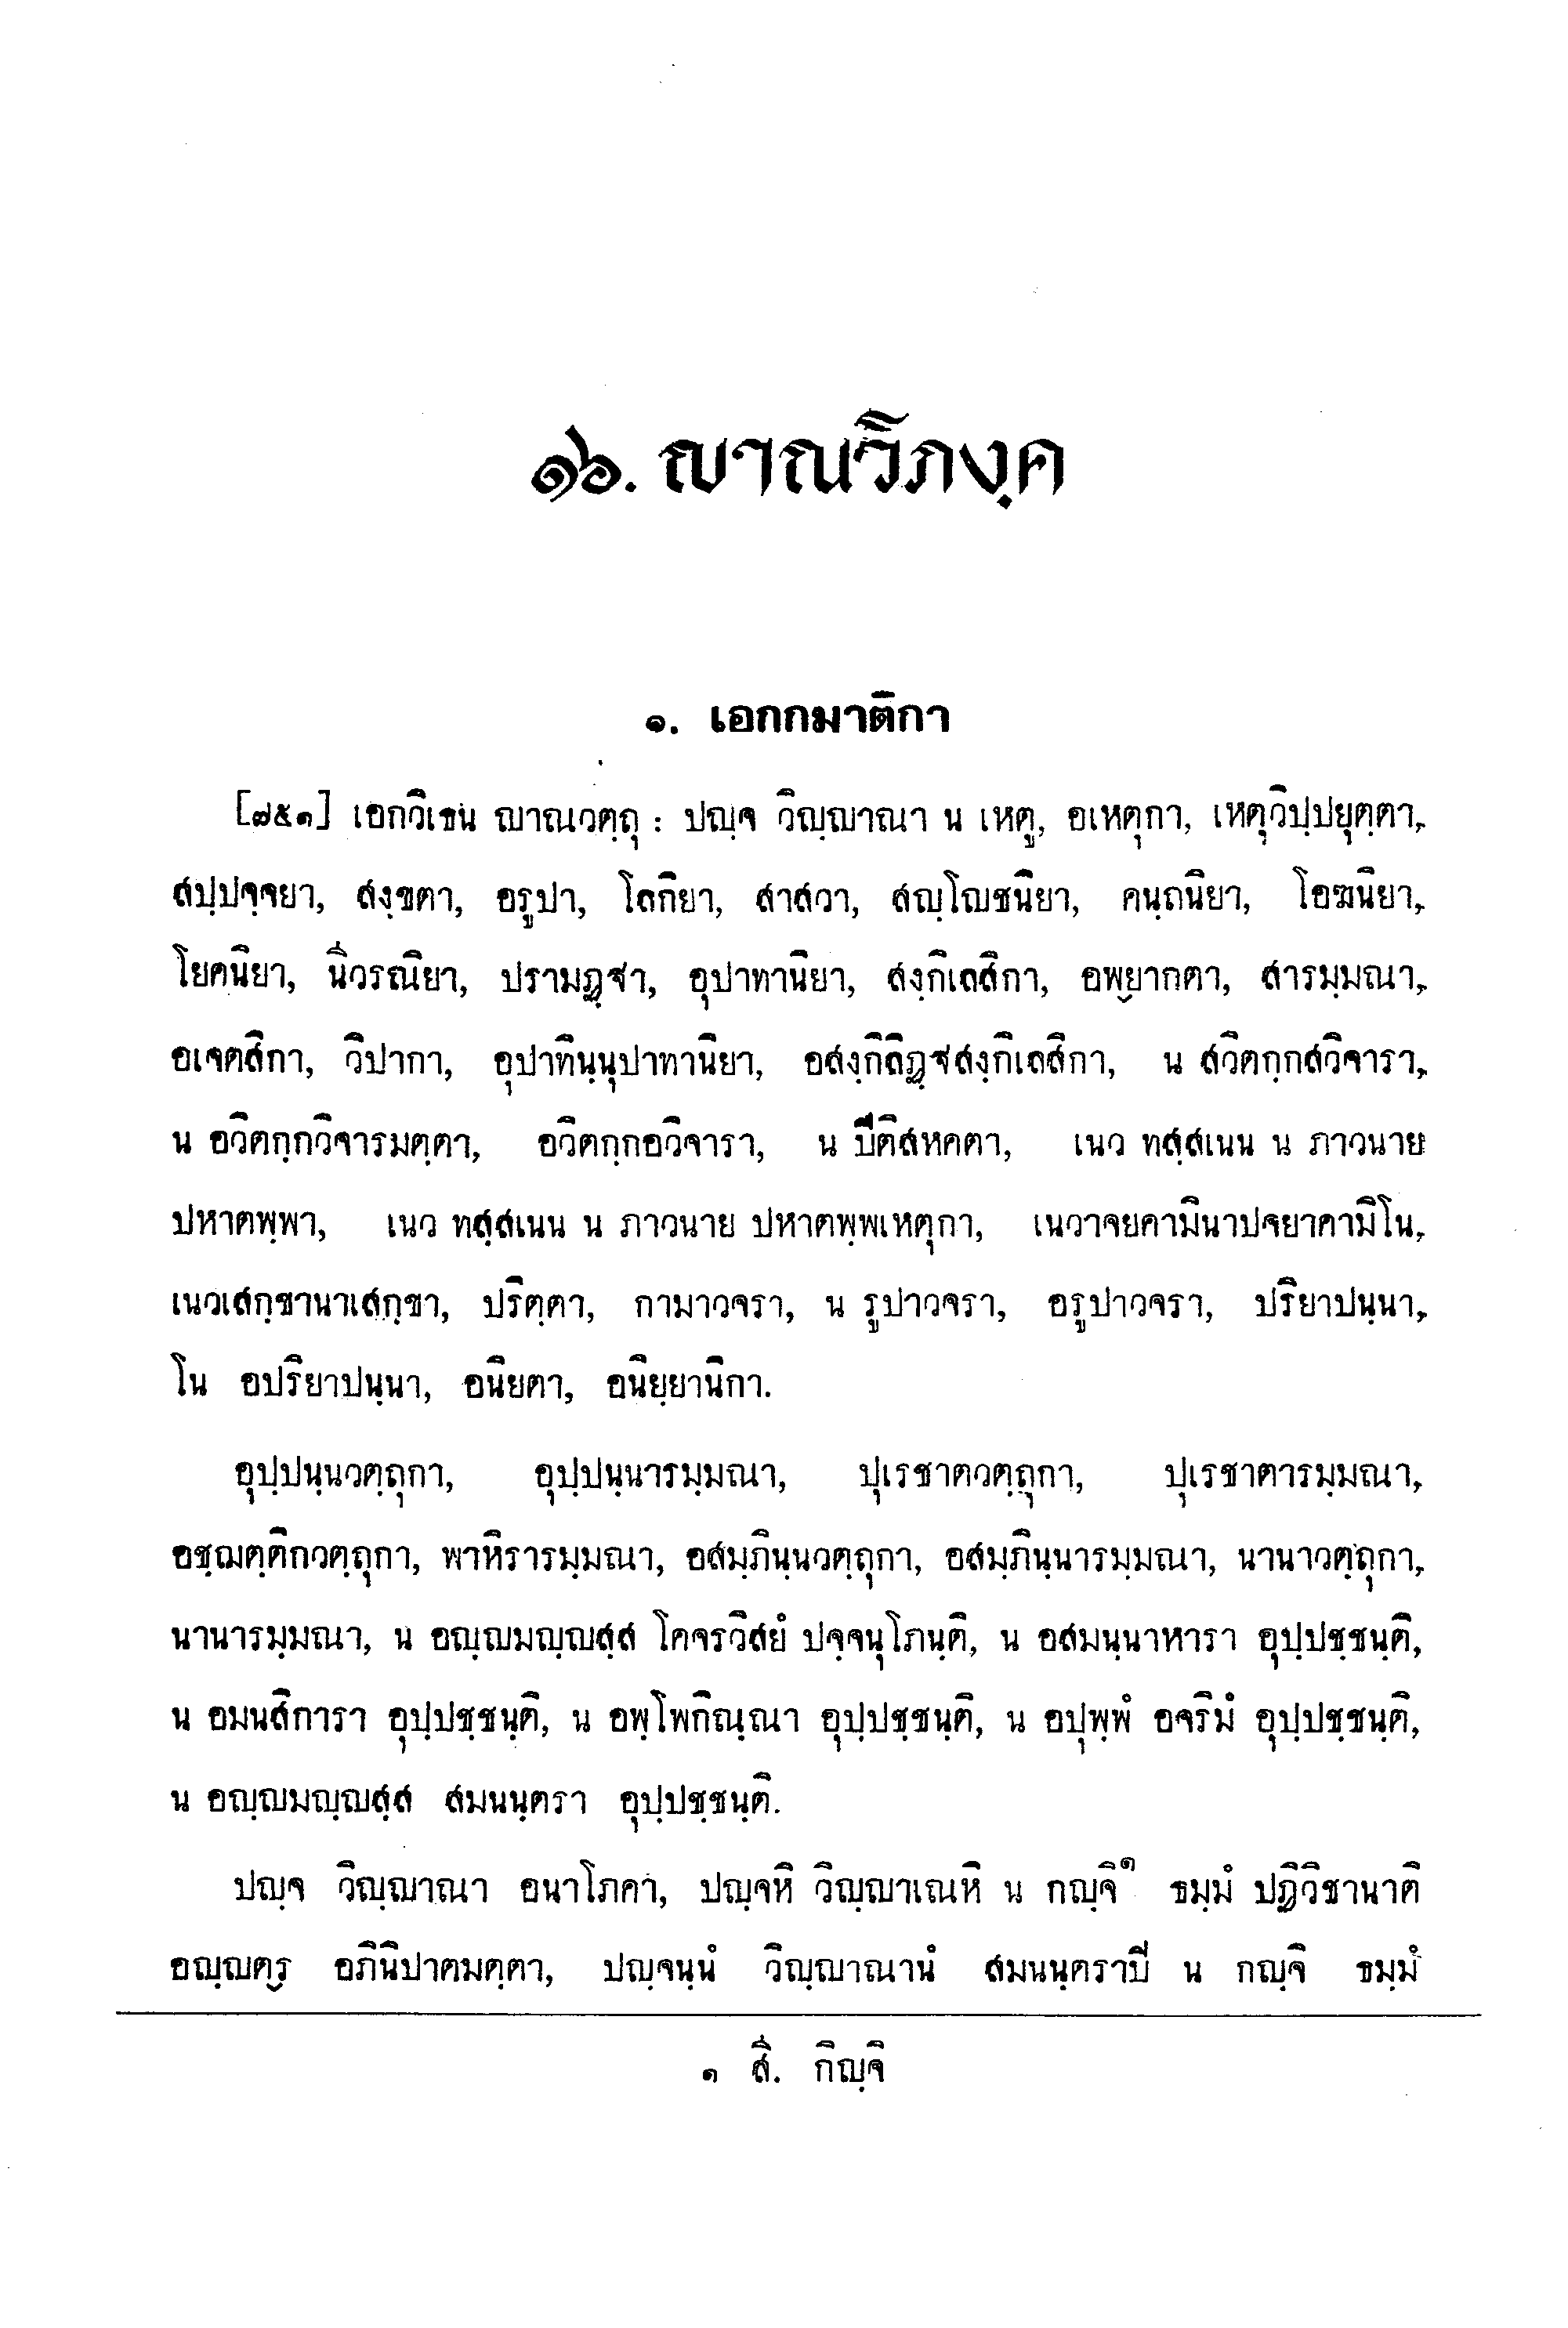 ๑๖. ญาณวิภงฺค
๑. เอกกมาติกา
[๗๕๑] เอกวิเธน ญาณวตฺถุ : ปญฺจ วิญฺญาณา น เหตู, อเหตุกา, เหตุวิปฺปยุตฺตา,
สปฺปจฺจยา, สงฺขตา, อรูปา, โลกิยา, สาสวา, สญฺโญชนิยา, คนฺถนิยา, โอฆนิยา,
โยคนิยา, นีวรณิยา, ปรามฏฺฐา, อุปาทานิยา, สงฺกิเลสิกา, อพฺยากตา, สารมฺมณา,
อเจตสิกา, วิปากา, อุปาทินฺนุปาทานิยา, อสงฺกิลิฏฺฐสงฺกิเลสิกา, น สวิตกฺกสวิจารา,
น อวิตกฺกวิจารมตฺตา, อวิตกฺกอวิจารา, น ปีติสหคตา, เนว ทสฺสเนน น ภาวนาย
ปหาตพฺพา, เนว ทสฺสเนน น ภาวนาย ปหาตพฺพเหตุกา, เนวาจยคามินาปจยาคามิโน,
เนวเสกฺขานาเสกฺขา, ปริตฺตา, กามาวจรา, น รูปาวจรา, อรูปาวจรา, ปริยาปนฺนา,
โน อปริยาปนฺนา, อนิยตา, อนิยฺยานิกา.
อุปฺปนฺนวตฺถุกา, อุปฺปนฺนารมฺมณา, ปุเรชาตวตฺถุกา, ปุเรชาตารมฺมณา,
อชฺฌตฺติกวตฺถุกา, พาหิรารมฺมณา, อสมฺภินฺนวตฺถุกา, อสมฺภินฺนารมฺมณา, นานาวตฺถุกา,
นานารมฺมณา, น อญฺญมญฺญสฺส โคจรวิสยํ ปจฺจนุโภนฺติ, น อสมนฺนาหารา อุปฺปชฺชนฺติ,
น อมนสิการา อุปฺปชฺชนฺติ, น อพฺโพกิณฺณา อุปฺปชฺชนฺติ, น อปุพฺพํ อจริมํ อุปฺปชฺชนฺติ,
น อญฺญมญฺญสฺส สมนนฺตรา อุปฺปชฺชนฺติ.
ปญฺจ วิญฺญาณา อนาโภคา, ปญฺจหิ วิญฺญาเณหิ น กญฺจิ๑ ธมฺมํ ปฏิวิชานาติ
อญฺญตฺร อภินิปาตมตฺตา, ปญฺจนฺนํ วิญฺญาณานํ สมนนฺตราปิ น กญฺจิ ธมฺมํ
๑ สี. กิญฺจิ